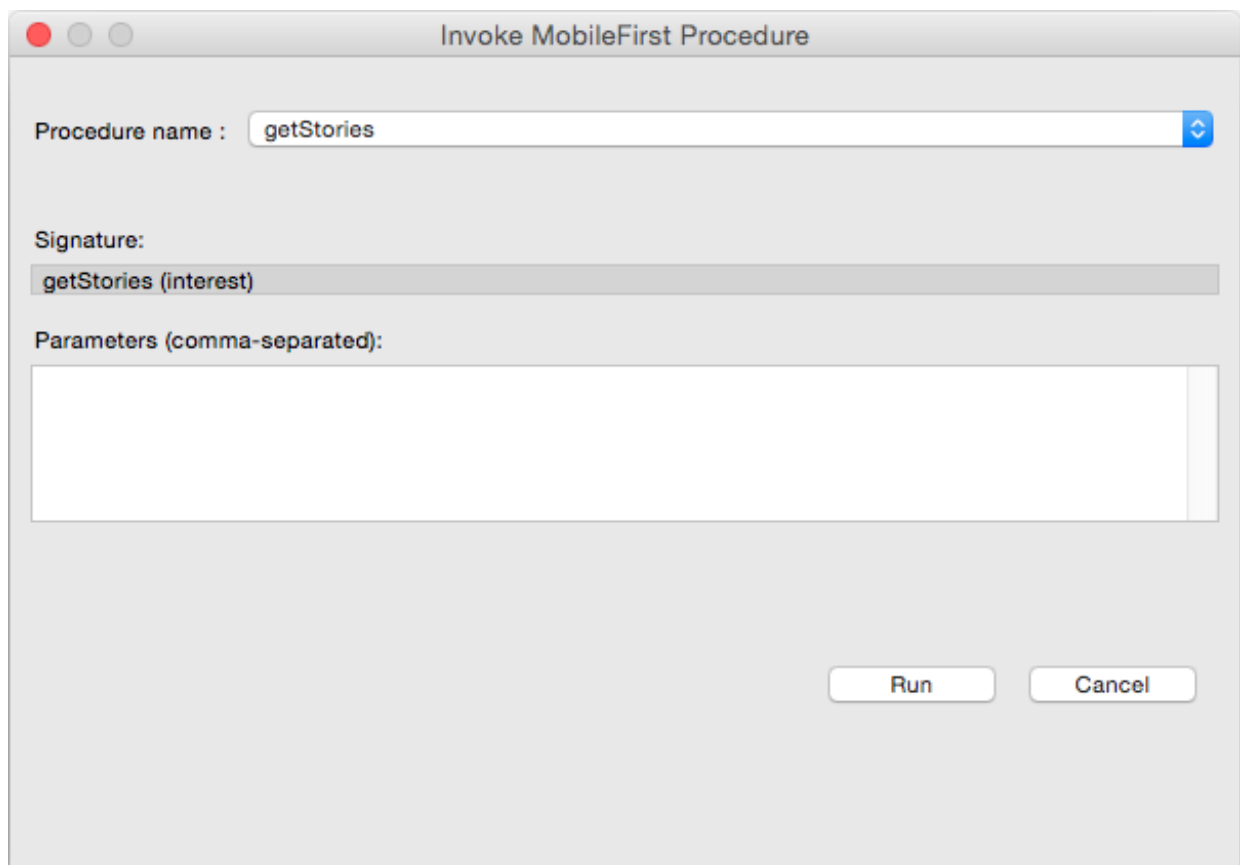 Invoke MobileFirst Procedure
Procedure name : getStories
Signature:
getStories (interest)
Parameters (comma-separated):
Run Cancel